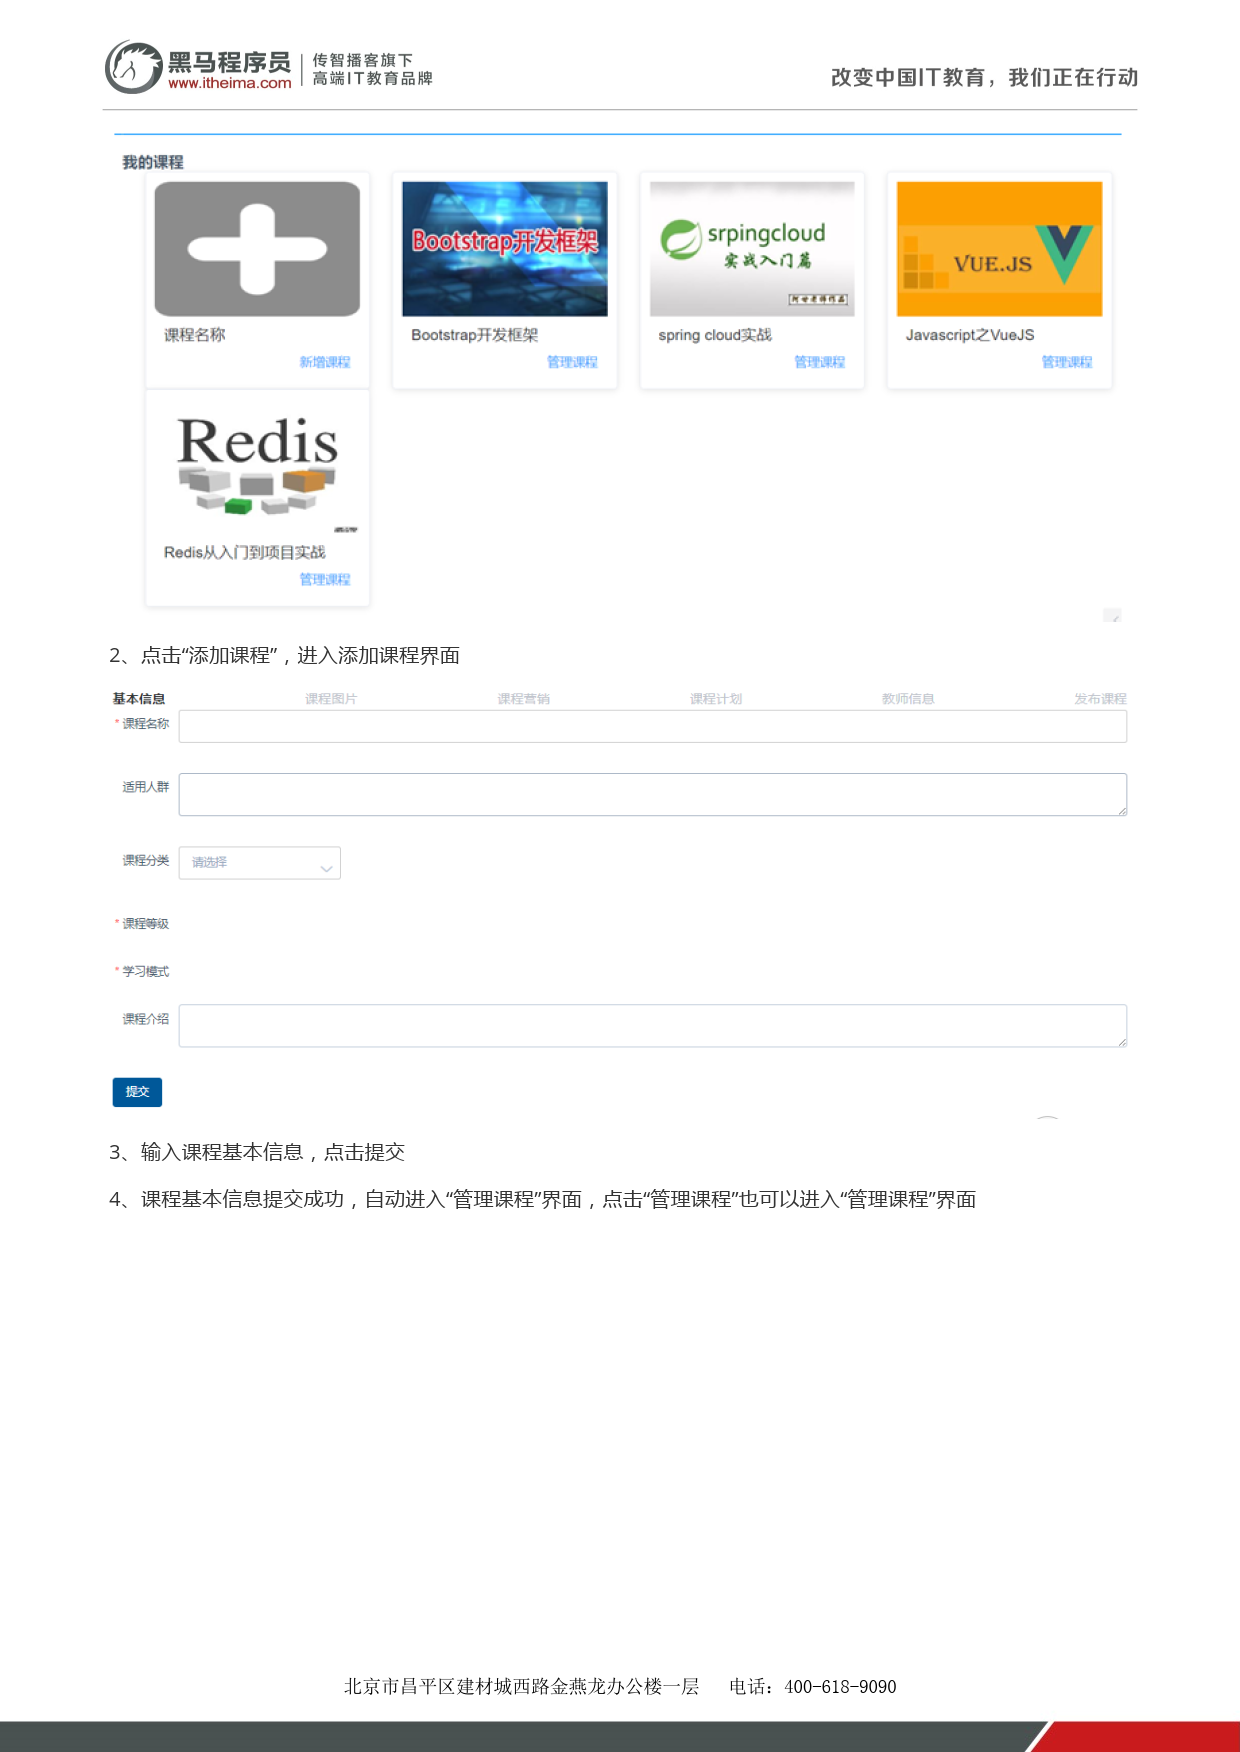 黑马程序员
www.itheima.com
传智播客旗下
高端IT教育品牌
改变中国IT教育，我们正在行动
我的课程
Bootstrap开发框架
srpingcloud
实战入门篇
阿世老师作品
VUE.JS
课程名称
Bootstrap开发框架
spring cloud实战
Javascript之VueJS
新增课程
管理课程
管理课程
管理课程
Redis
Redis从入门到项目实战
管理课程
2、点击“添加课程”，进入添加课程界面
基本信息 课程图片 课程营销 课程计划 教师信息 发布课程
* 课程名称
适用人群
课程分类 请选择
* 课程等级
* 学习模式
课程介绍
提交
3、输入课程基本信息，点击提交
4、课程基本信息提交成功，自动进入“管理课程”界面，点击“管理课程”也可以进入“管理课程”界面
北京市昌平区建材城西路金燕龙办公楼一层 电话：400-618-9090